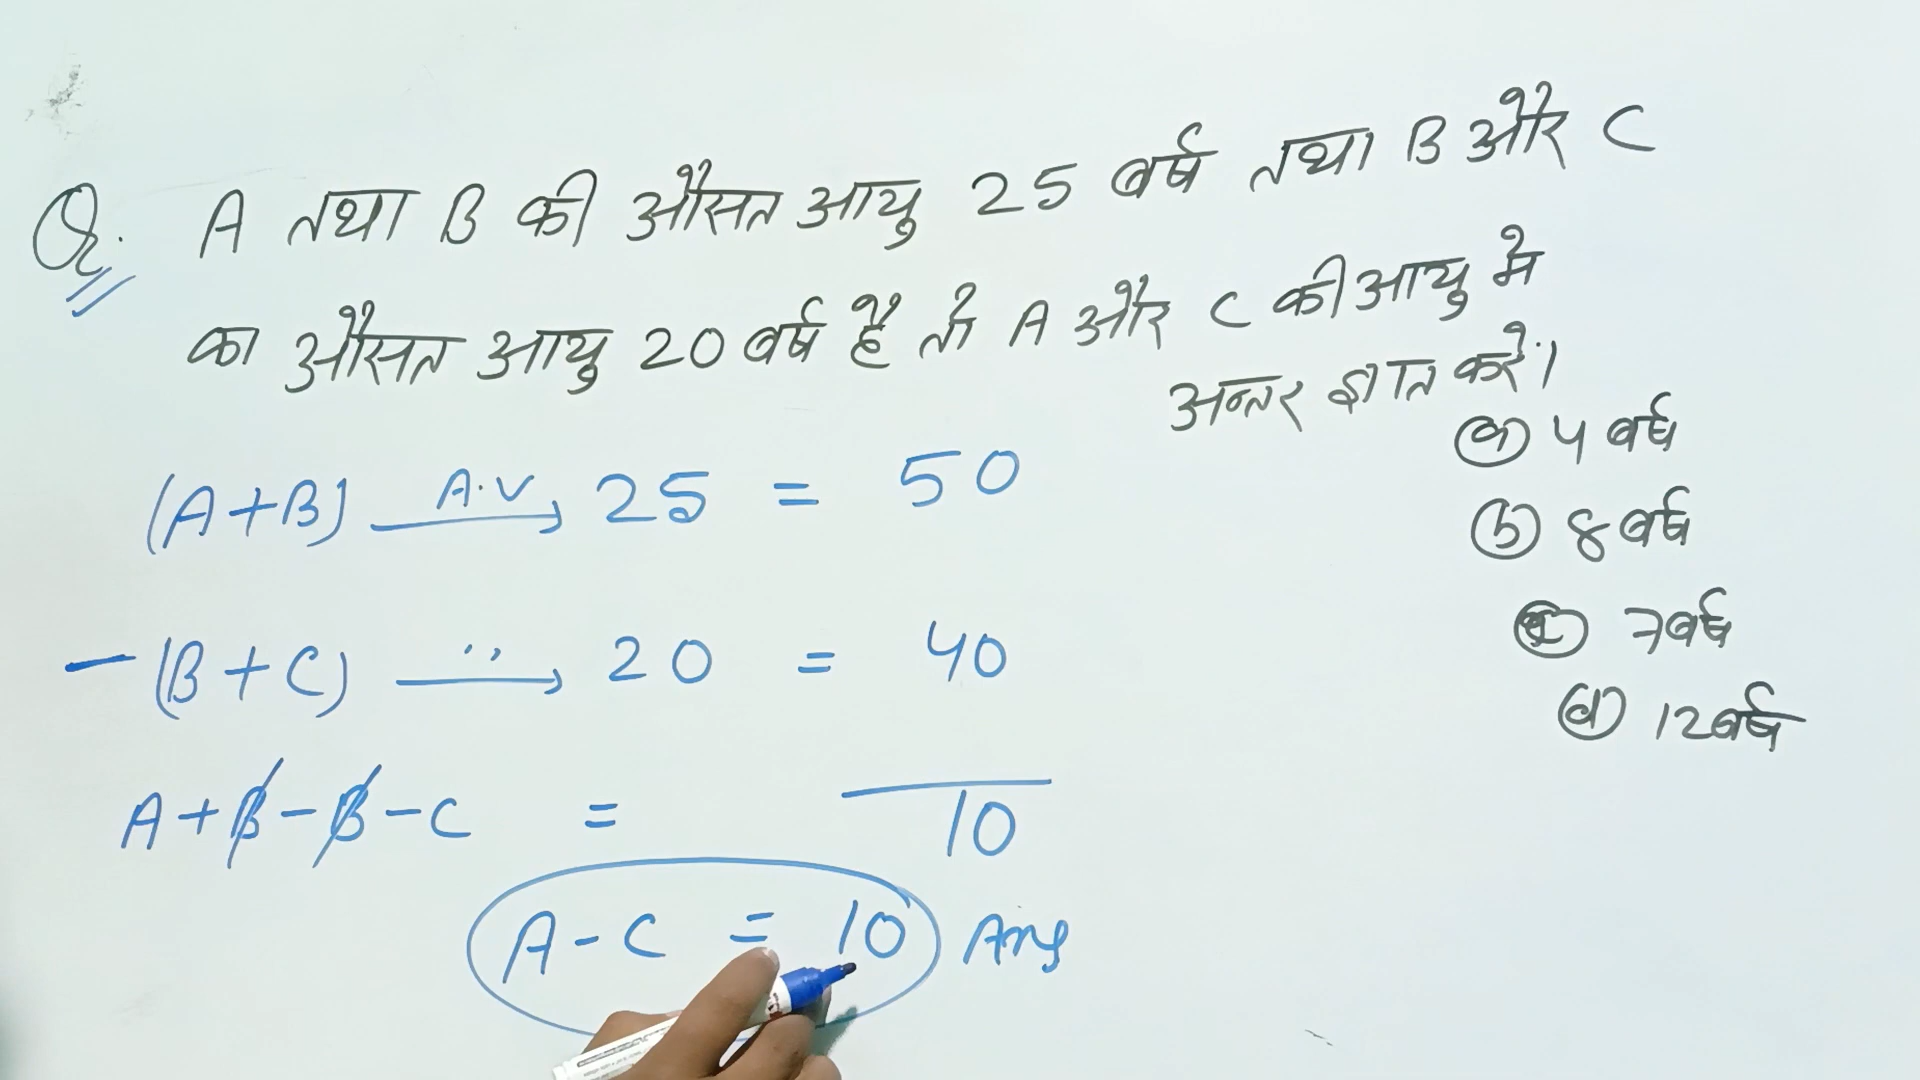 Q. A तथा B की औसत आयु 25 वर्ष तथा B और C
का औसत आयु 20 वर्ष है तो A और C की आयु में
अन्तर ज्ञात करें।
(a) 4 वर्ष
(b) 8 वर्ष
(c) 7 वर्ष
(d) 12 वर्ष
(A+B) A.V → 25 = 50
-(B+C) '' → 20 = 40
A+B-B-C = 10
A-C = 10 Ans